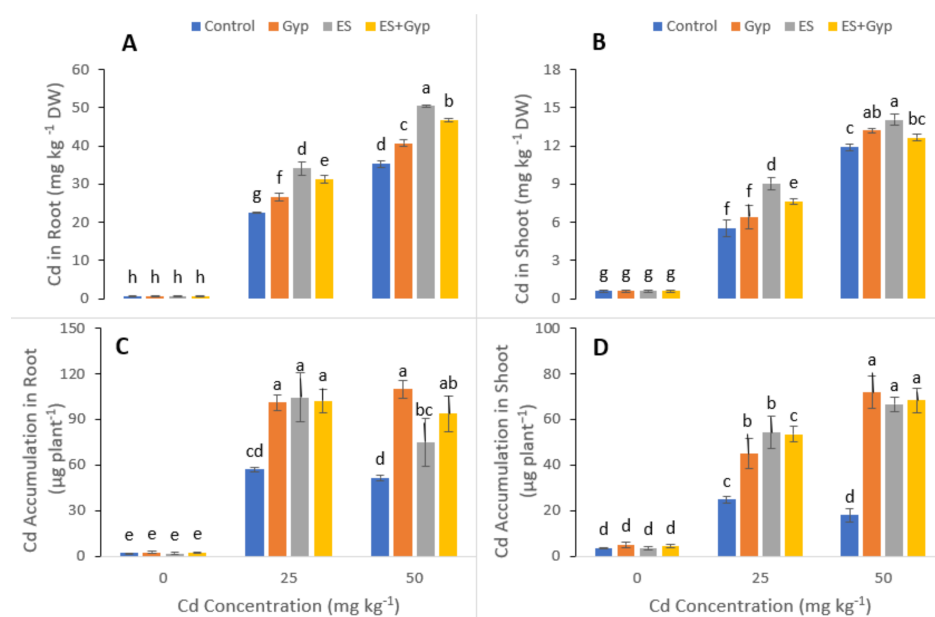 Control Gyp ES ES+Gyp
A
Cd in Root (mg kg -1 DW)
60
50
40
30
20
10
0
h h h h
g f d e
d c a b
Control Gyp ES ES+Gyp
B
Cd in Shoot (mg kg-1 DW)
18
15
12
9
6
3
0
g g g g
f f d e
c ab a bc
C
Cd Accumulation in Root
(µg plant-1)
150
120
90
60
30
0
e e e e
cd a a a
d a bc ab
0 25 50
Cd Concentration (mg kg-1)
D
Cd Accumulation in Shoot
(µg plant-1)
100
80
60
40
20
0
d d d d
c b b c
d a a a
0 25 50
Cd Concentration (mg kg-1)